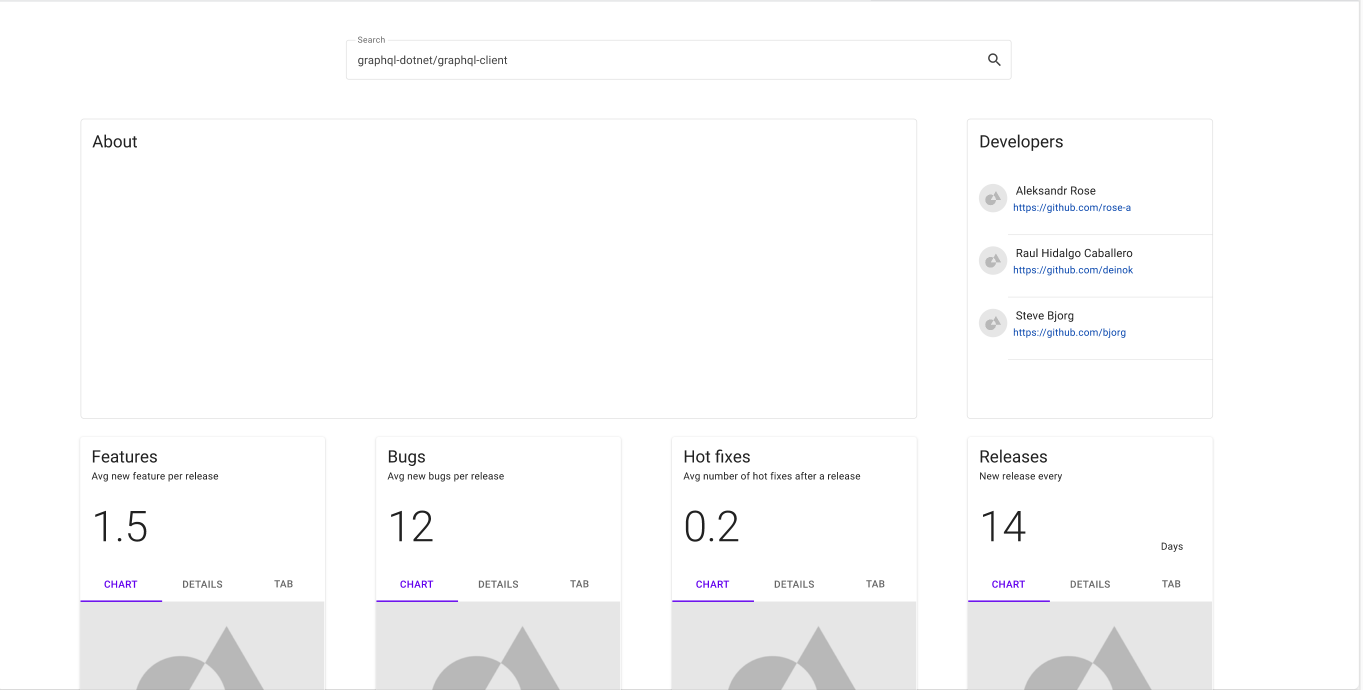 Search
graphql-dotnet/graphql-client
About
Developers
Aleksandr Rose
https://github.com/rose-a
Raul Hidalgo Caballero
https://github.com/deinok
Steve Bjorg
https://github.com/bjorg
Features
Avg new feature per release
1.5
CHART DETAILS TAB
Bugs
Avg new bugs per release
12
CHART DETAILS TAB
Hot fixes
Avg number of hot fixes after a release
0.2
CHART DETAILS TAB
Releases
New release every
14
Days
CHART DETAILS TAB